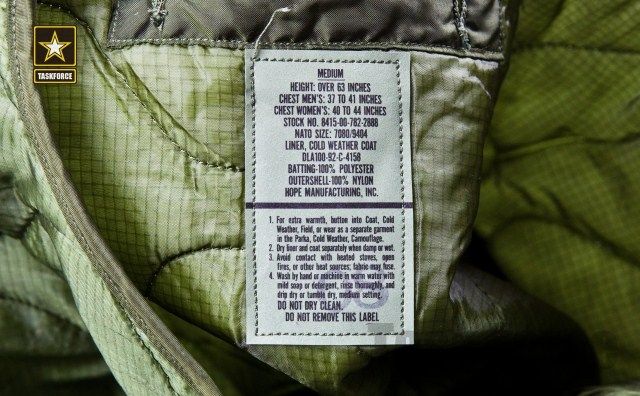 TASKFORCE
MEDIUM
HEIGHT: OVER 63 INCHES
CHEST MEN'S: 37 TO 41 INCHES
CHEST WOMEN'S: 40 TO 44 INCHES
STOCK NO. 8415-00-782-2888
NATO SIZE: 7080/9404
LINER, COLD WEATHER COAT
DLA100-92-C-4158
BATTING-100% POLYESTER
OUTERSHELL-100% NYLON
HOPE MANUFACTURING, INC.
1. For extra warmth, button into Coat, Cold
Weather, Field, or wear as a separate garment
in the Parka, Cold Weather, Camouflage.
2. Dry liner and coat separately when damp or wet.
3. Avoid contact with heated stoves, open
fires, or other heat sources; fabric may fuse.
4. Wash by hand or machine in warm water with
mild soap or detergent, rinse thoroughly, and
drip dry or tumble dry, medium setting.
DO NOT DRY CLEAN.
DO NOT REMOVE THIS LABEL